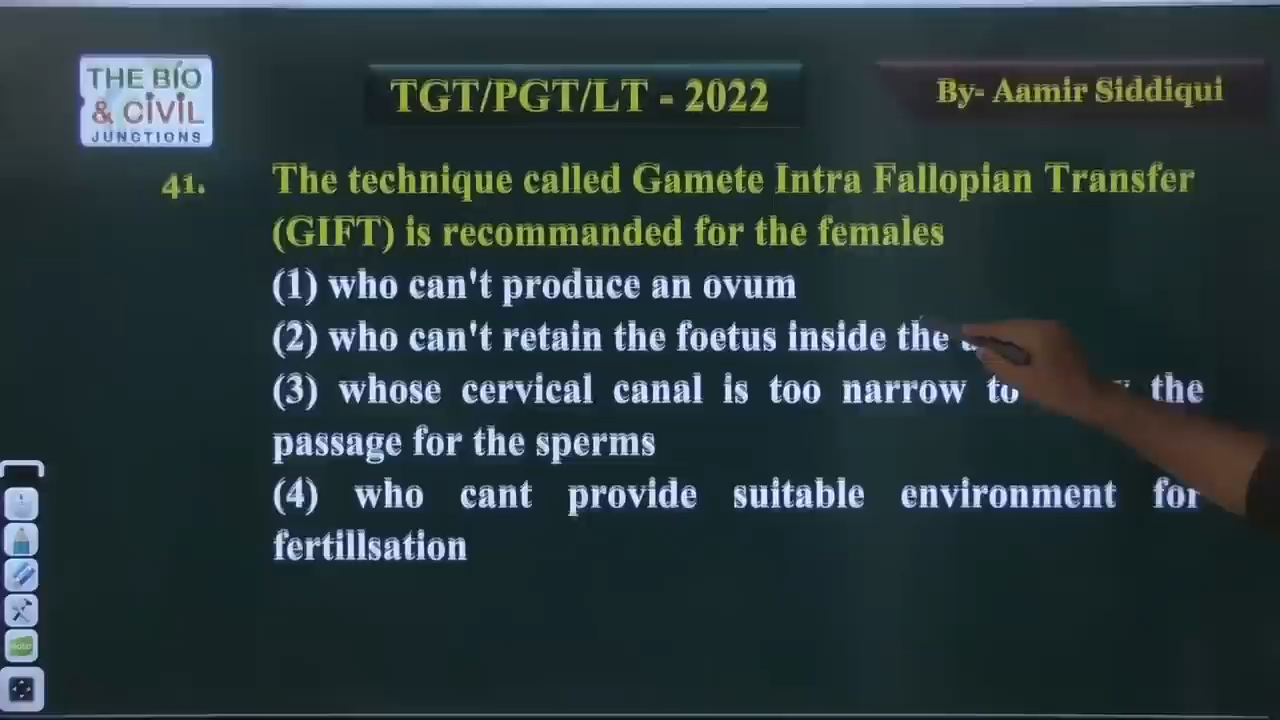 THE BIO
& CIVIL
JUNCTIONS
TGT/PGT/LT - 2022
By- Aamir Siddiqui
41. The technique called Gamete Intra Fallopian Transfer
(GIFT) is recommanded for the females
(1) who can't produce an ovum
(2) who can't retain the foetus inside the
(3) whose cervical canal is too narrow to the
passage for the sperms
(4) who cant provide suitable environment for
fertillsation